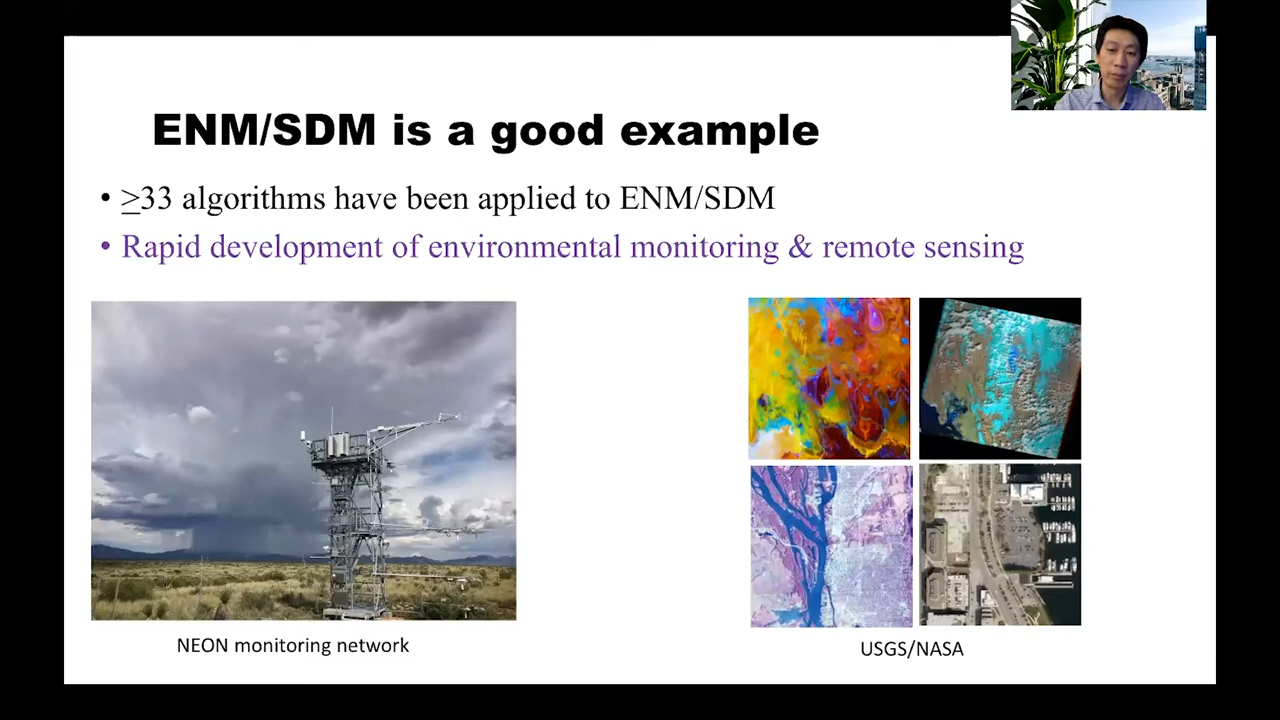 ENM/SDM is a good example
• ≥33 algorithms have been applied to ENM/SDM
• Rapid development of environmental monitoring & remote sensing
NEON monitoring network
USGS/NASA